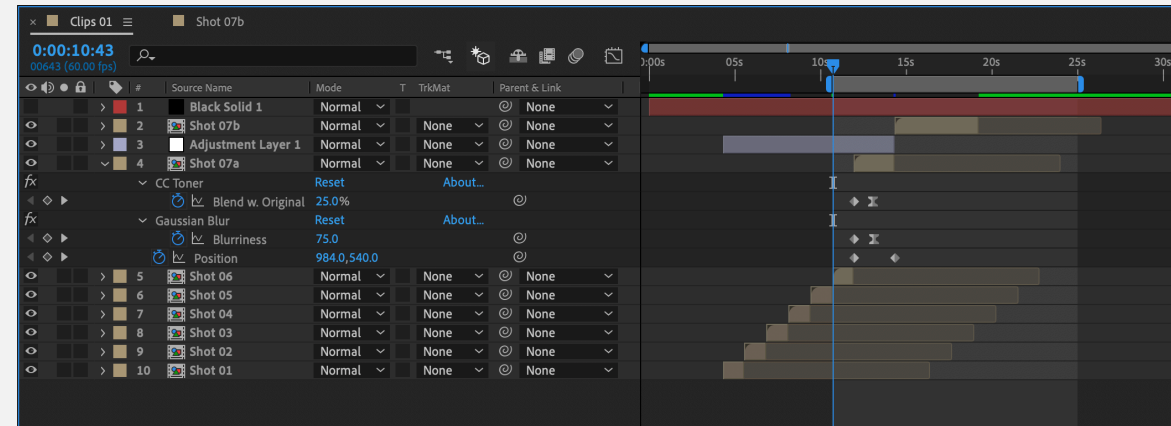 × Clips 01 Shot 07b
0:00:10:43
00643 (60.00 fps)
0:00s 05s 10s 15s 20s 25s 30s
# Source Name Mode T TrkMat Parent & Link
1 Black Solid 1 Normal None
2 Shot 07b Normal None None
3 Adjustment Layer 1 Normal None None
4 Shot 07a Normal None None
fx CC Toner Reset About...
Blend w. Original 25.0%
fx Gaussian Blur Reset About...
Blurriness 75.0
Position 984.0,540.0
5 Shot 06 Normal None None
6 Shot 05 Normal None None
7 Shot 04 Normal None None
8 Shot 03 Normal None None
9 Shot 02 Normal None None
10 Shot 01 Normal None None